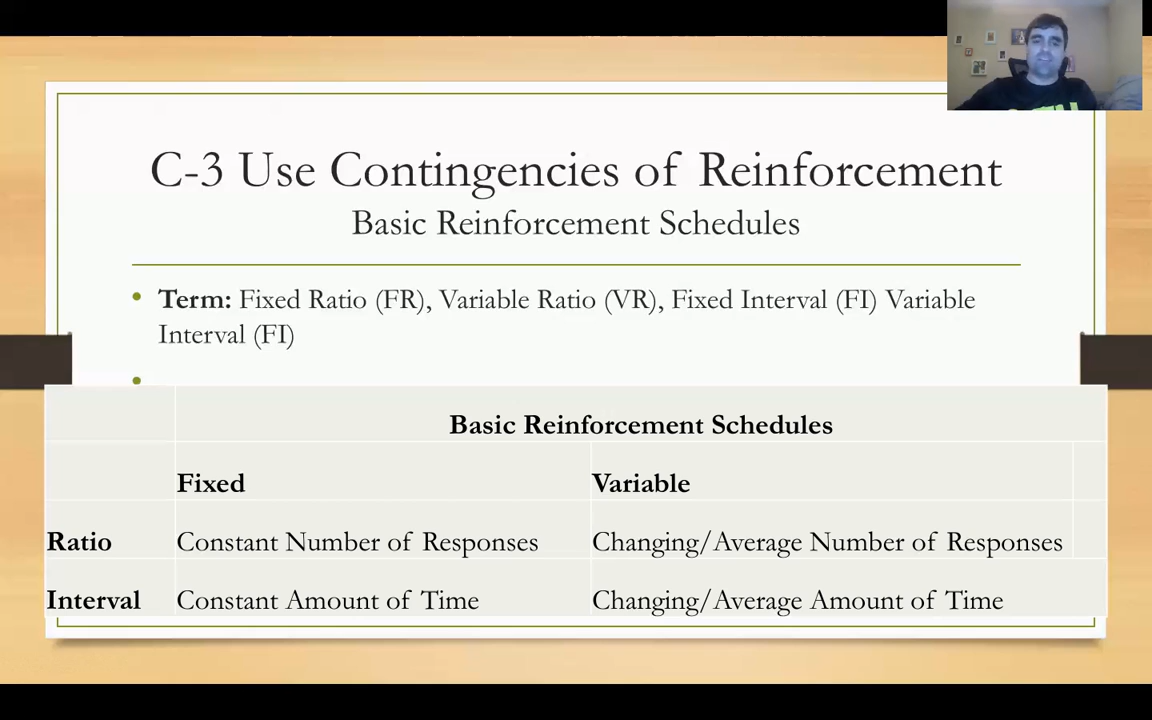 C-3 Use Contingencies of Reinforcement
Basic Reinforcement Schedules
Term: Fixed Ratio (FR), Variable Ratio (VR), Fixed Interval (FI) Variable
Interval (FI)
Basic Reinforcement Schedules
Fixed Variable
Ratio Constant Number of Responses Changing/Average Number of Responses
Interval Constant Amount of Time Changing/Average Amount of Time